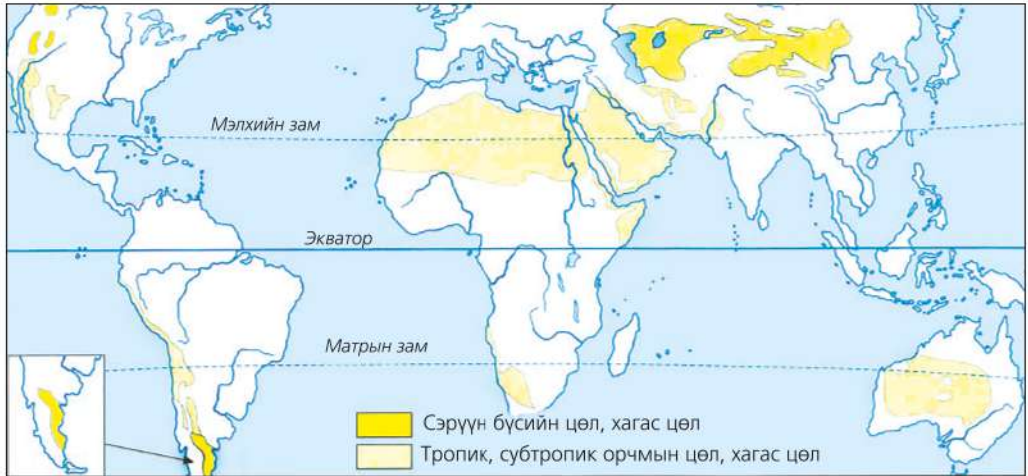 Мэлхийн зам
Экватор
Матрын зам
Сэрүүн бүсийн цөл, хагас цөл
Тропик, субтропик орчмын цөл, хагас цөл